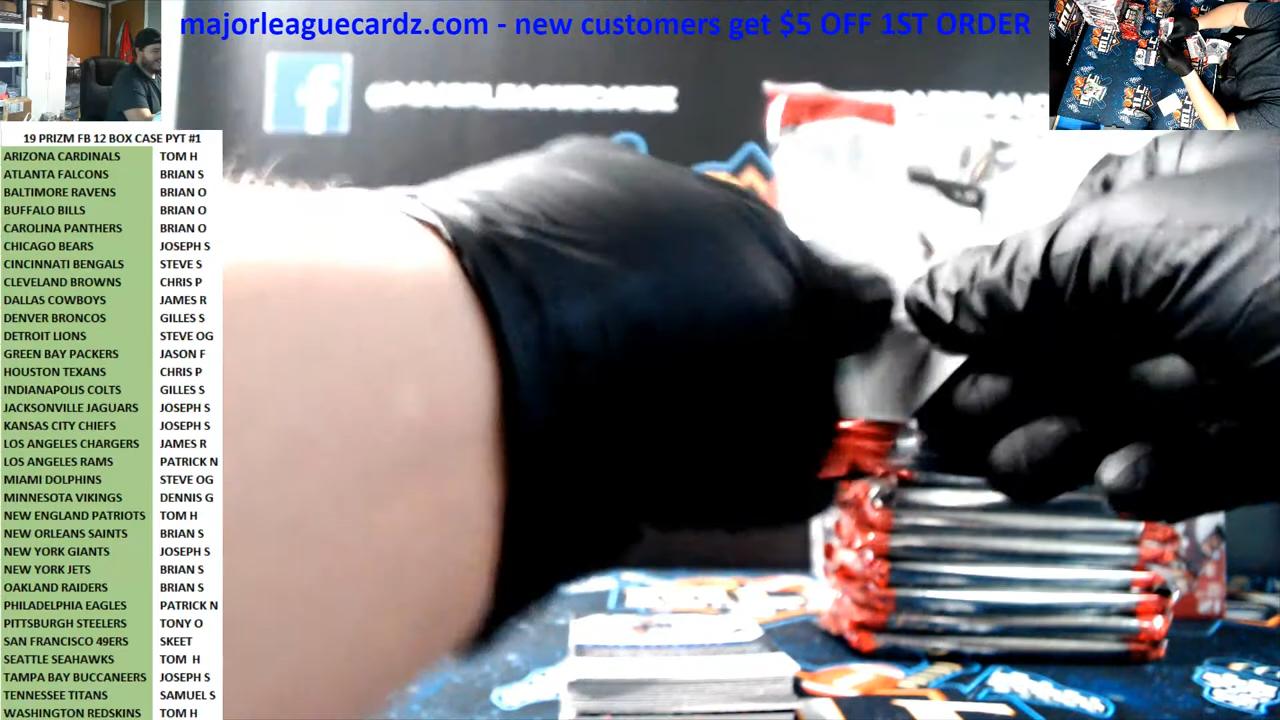 majorleaguecardz.com - new customers get $5 OFF 1ST ORDER
19 PRIZM FB 12 BOX CASE PYT #1
ARIZONA CARDINALS TOM H
ATLANTA FALCONS BRIAN S
BALTIMORE RAVENS BRIAN O
BUFFALO BILLS BRIAN O
CAROLINA PANTHERS BRIAN O
CHICAGO BEARS JOSEPH S
CINCINNATI BENGALS STEVE S
CLEVELAND BROWNS CHRIS P
DALLAS COWBOYS JAMES R
DENVER BRONCOS GILLES S
DETROIT LIONS STEVE OG
GREEN BAY PACKERS JASON F
HOUSTON TEXANS CHRIS P
INDIANAPOLIS COLTS GILLES S
JACKSONVILLE JAGUARS JOSEPH S
KANSAS CITY CHIEFS JOSEPH S
LOS ANGELES CHARGERS JAMES R
LOS ANGELES RAMS PATRICK N
MIAMI DOLPHINS STEVE OG
MINNESOTA VIKINGS DENNIS G
NEW ENGLAND PATRIOTS TOM H
NEW ORLEANS SAINTS BRIAN S
NEW YORK GIANTS JOSEPH S
NEW YORK JETS BRIAN S
OAKLAND RAIDERS BRIAN S
PHILADELPHIA EAGLES PATRICK N
PITTSBURGH STEELERS TONY O
SAN FRANCISCO 49ERS SKEET
SEATTLE SEAHAWKS TOM H
TAMPA BAY BUCCANEERS JOSEPH S
TENNESSEE TITANS SAMUEL S
WASHINGTON REDSKINS TOM H